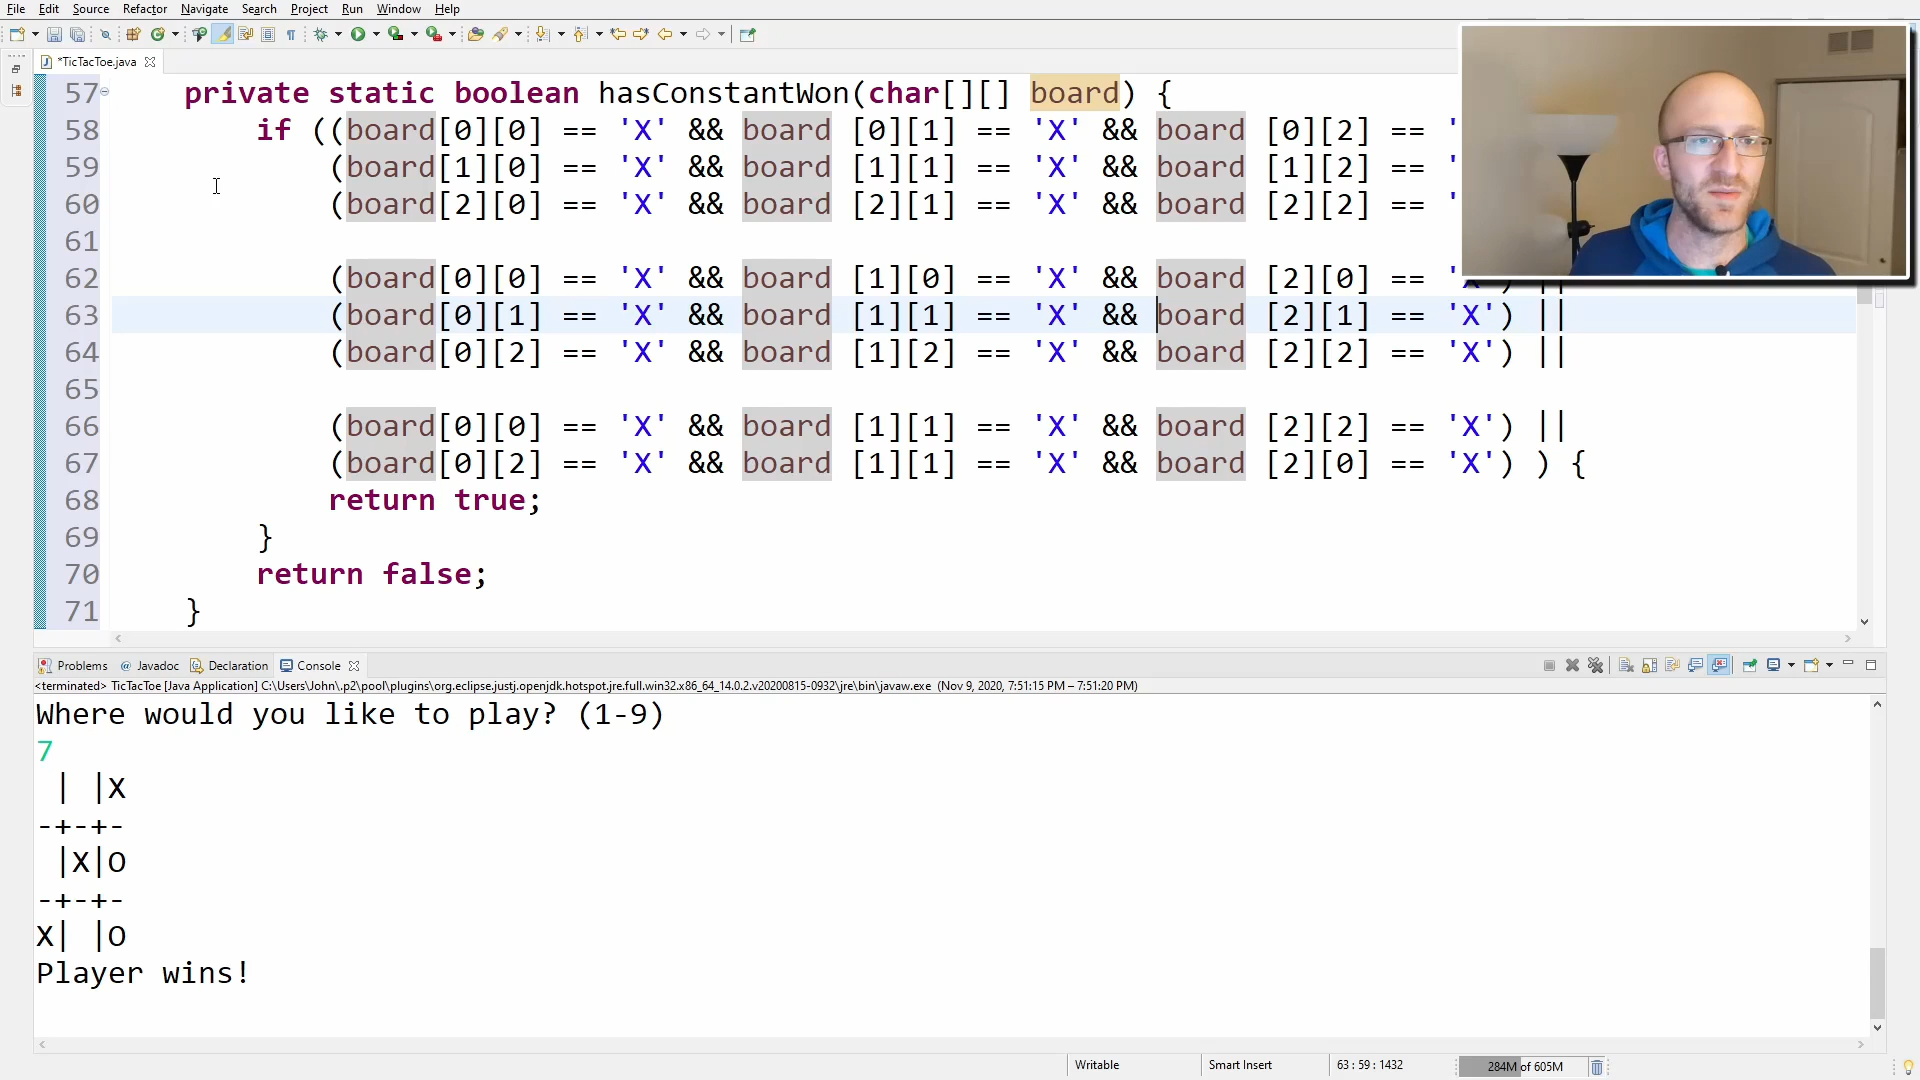 File Edit Source Refactor Navigate Search Project Run Window Help
*TicTacToe.java
57 private static boolean hasConstantWon(char[][] board) {
58 if ((board[0][0] == 'X' && board [0][1] == 'X' && board [0][2] == '
59 (board[1][0] == 'X' && board [1][1] == 'X' && board [1][2] == '
60 (board[2][0] == 'X' && board [2][1] == 'X' && board [2][2] == '
61
62 (board[0][0] == 'X' && board [1][0] == 'X' && board [2][0] == 'X') ||
63 (board[0][1] == 'X' && board [1][1] == 'X' && board [2][1] == 'X') ||
64 (board[0][2] == 'X' && board [1][2] == 'X' && board [2][2] == 'X') ||
65
66 (board[0][0] == 'X' && board [1][1] == 'X' && board [2][2] == 'X') ||
67 (board[0][2] == 'X' && board [1][1] == 'X' && board [2][0] == 'X') ) {
68 return true;
69 }
70 return false;
71 }
Problems Javadoc Declaration Console
<terminated> TicTacToe [Java Application] C:\Users\John\.p2\pool\plugins\org.eclipse.justj.openjdk.hotspot.jre.full.win32.x86_64_14.0.2.v20200815-0932\jre\bin\javaw.exe (Nov 9, 2020, 7:51:15 PM – 7:51:20 PM)
Where would you like to play? (1-9)
7
 | |X
-+-+-
 |X|O
-+-+-
X| |O
Player wins!
Writable Smart Insert 63 : 59 : 1432 284M of 605M